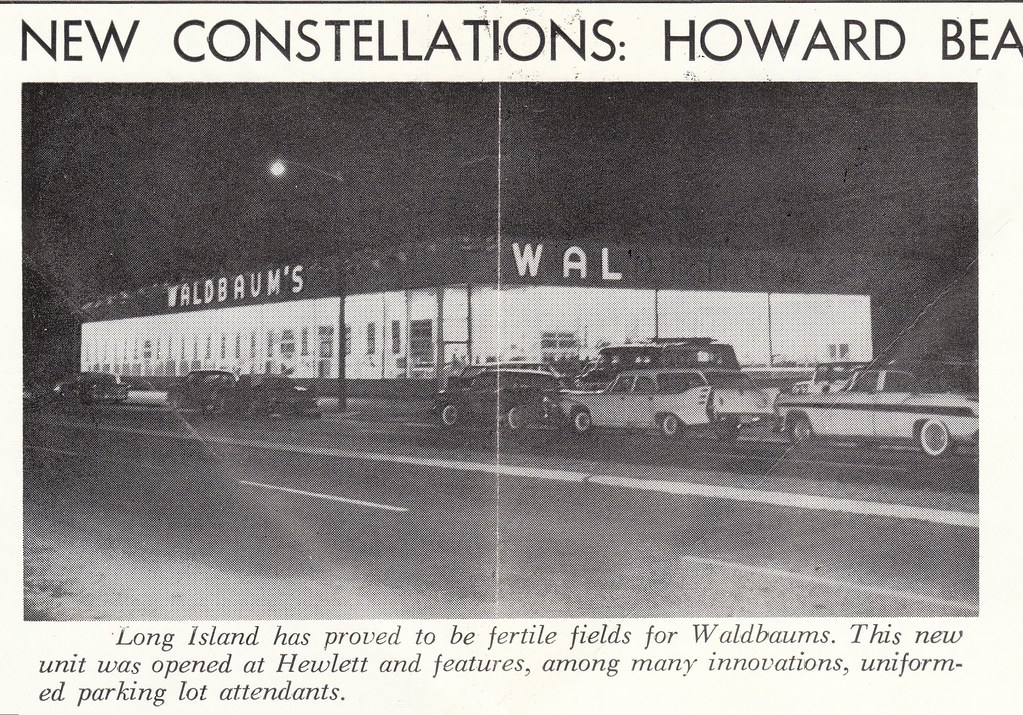 NEW CONSTELLATIONS: HOWARD BEA
WALDBAUM'S
WAL
Long Island has proved to be fertile fields for Waldbaums. This new
unit was opened at Hewlett and features, among many innovations, uniform-
ed parking lot attendants.